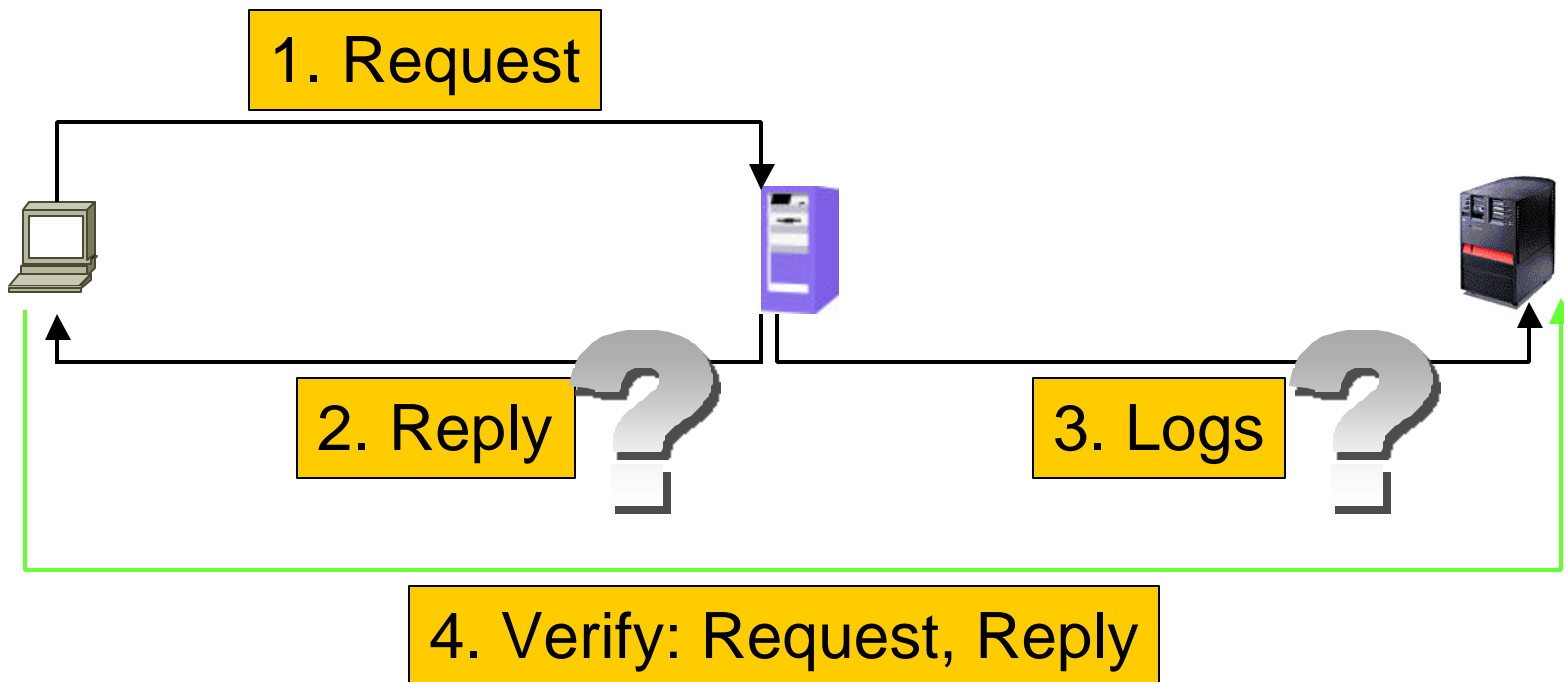 1. Request
2. Reply
3. Logs
4. Verify: Request, Reply